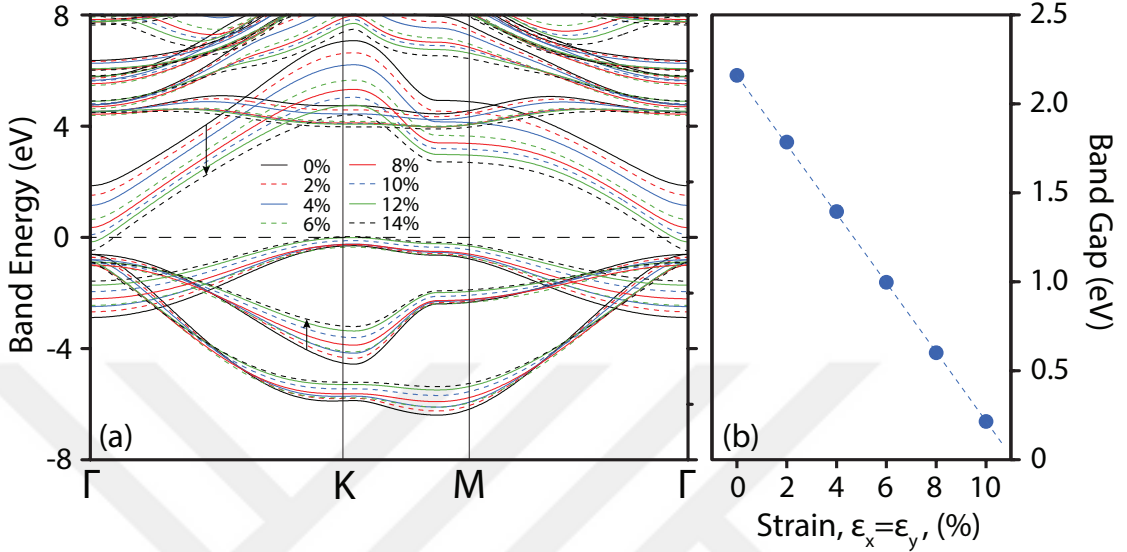 8
4
0
-4
-8
Band Energy (eV)
0% 8%
2% 10%
4% 12%
6% 14%
(a)
Γ K M Γ
2.5
2.0
1.5
1.0
0.5
0
Band Gap (eV)
(b)
0 2 4 6 8 10
Strain, εx=εy, (%)